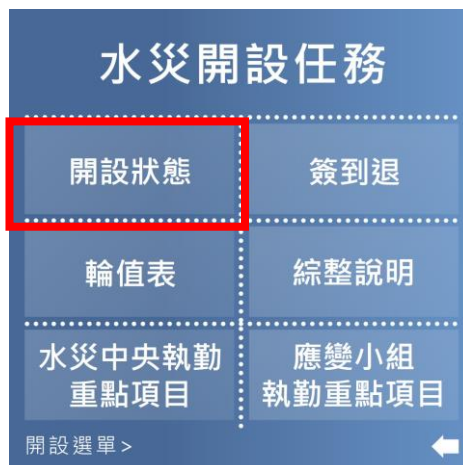 水災開設任務
開設狀態
簽到退
輪值表
綜整說明
水災中央執勤
重點項目
應變小組
執勤重點項目
開設選單>